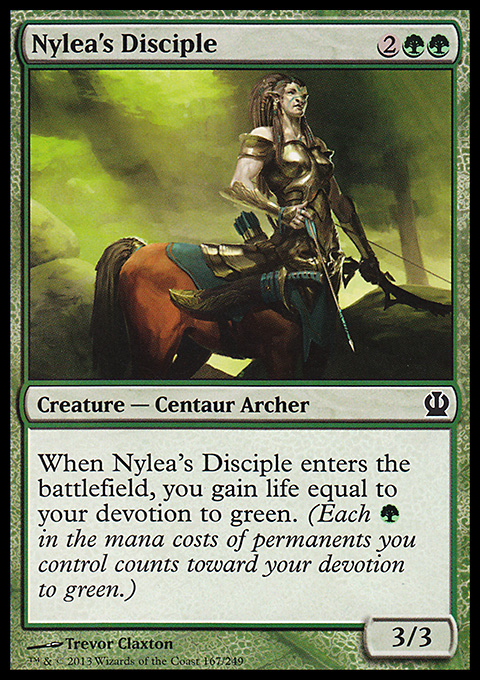 Nylea's Disciple 2
Creature — Centaur Archer
When Nylea's Disciple enters the
battlefield, you gain life equal to
your devotion to green. (Each
in the mana costs of permanents you
control counts toward your devotion
to green.)
Trevor Claxton
3/3
™ & © 2013 Wizards of the Coast 167/249